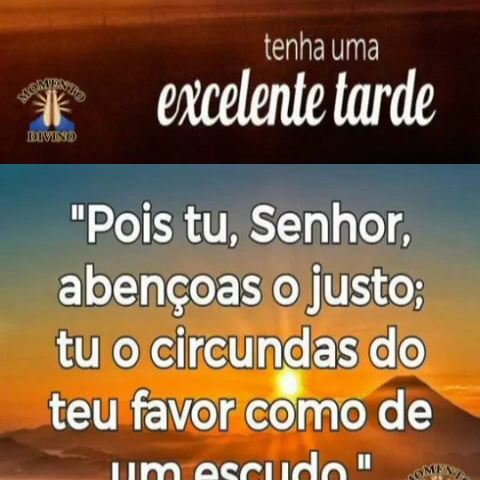 tenha uma
excelente tarde
MOMENTO
DIVINO
"Pois tu, Senhor,
abençoas o justo;
tu o circundas do
teu favor como de
um escudo."
MOMENTO